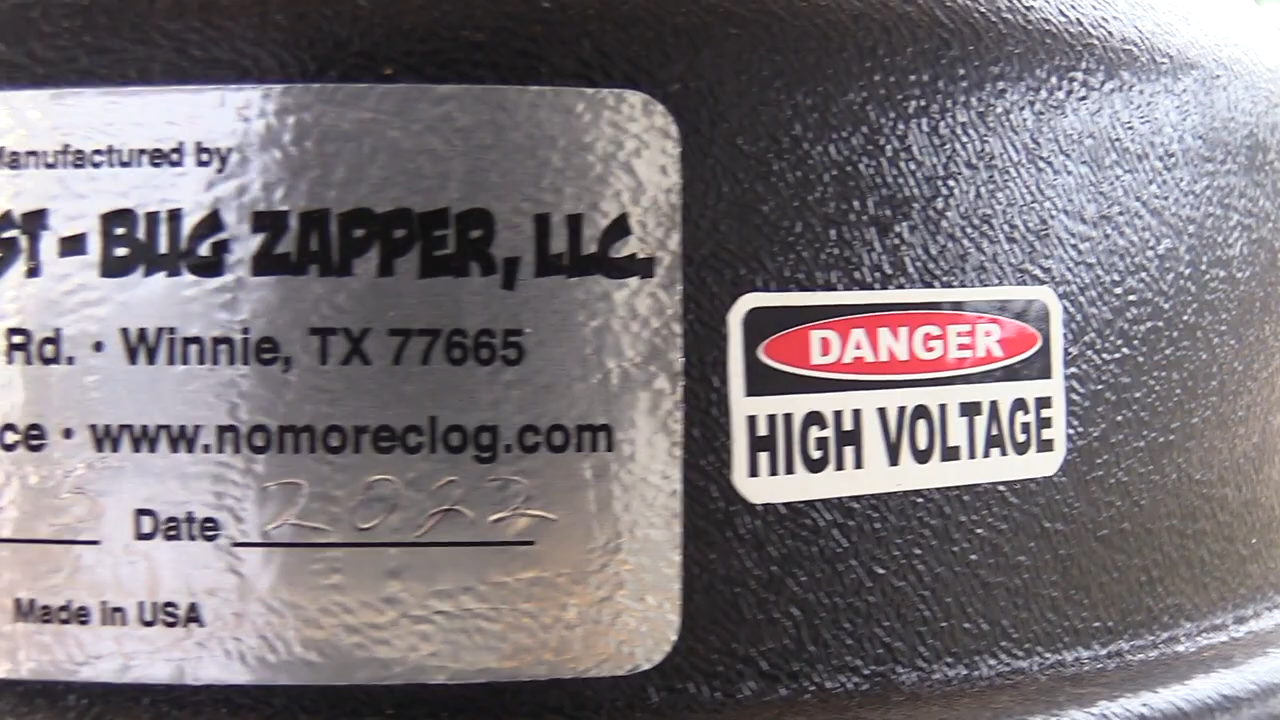 Manufactured by
ST - BUG ZAPPER, LLC.
Rd. • Winnie, TX 77665
ce • www.nomoreclog.com
Date 2022
Made in USA
DANGER
HIGH VOLTAGE